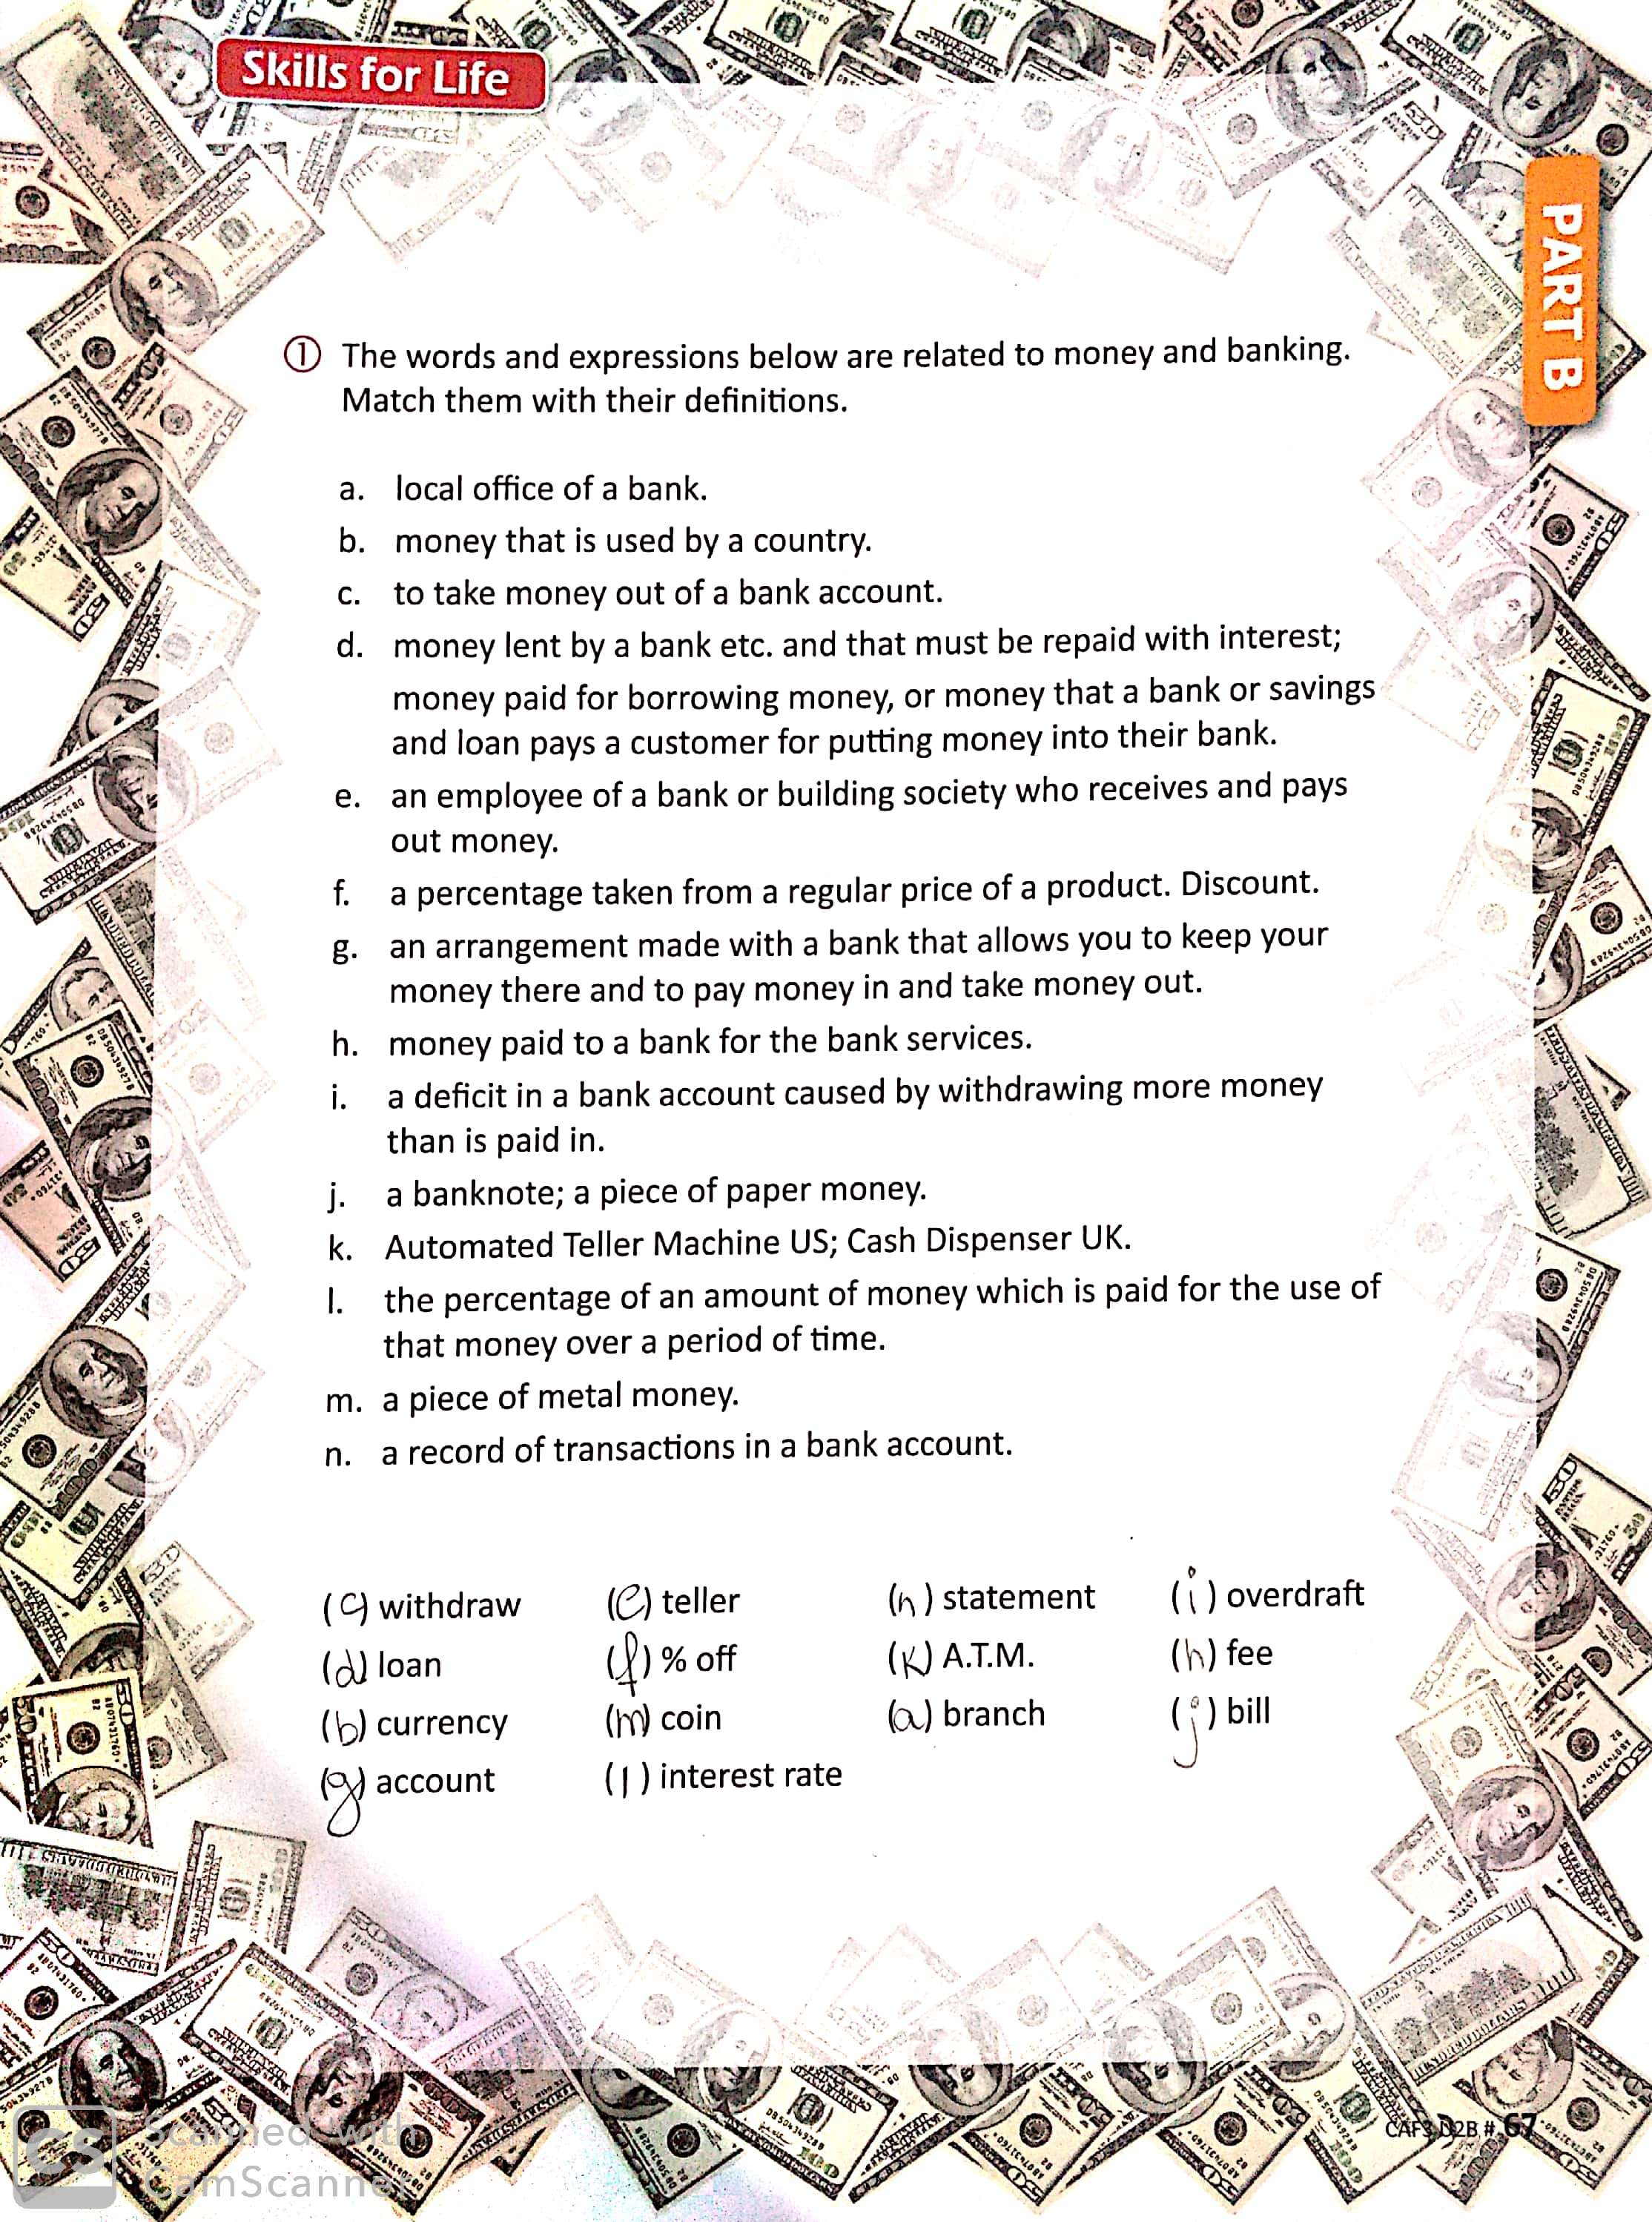 Skills for Life
PART B
① The words and expressions below are related to money and banking.
Match them with their definitions.
a. local office of a bank.
b. money that is used by a country.
c. to take money out of a bank account.
d. money lent by a bank etc. and that must be repaid with interest;
money paid for borrowing money, or money that a bank or savings
and loan pays a customer for putting money into their bank.
e. an employee of a bank or building society who receives and pays
out money.
f. a percentage taken from a regular price of a product. Discount.
g. an arrangement made with a bank that allows you to keep your
money there and to pay money in and take money out.
h. money paid to a bank for the bank services.
i. a deficit in a bank account caused by withdrawing more money
than is paid in.
j. a banknote; a piece of paper money.
k. Automated Teller Machine US; Cash Dispenser UK.
l. the percentage of an amount of money which is paid for the use of
that money over a period of time.
m. a piece of metal money.
n. a record of transactions in a bank account.
(c) withdraw (e) teller (n) statement (i) overdraft
(d) loan (f) % off (K) A.T.M. (h) fee
(b) currency (m) coin (a) branch (j) bill
(g) account (l) interest rate
CAF3 D2B # 67
CS Scanned with
CamScanner